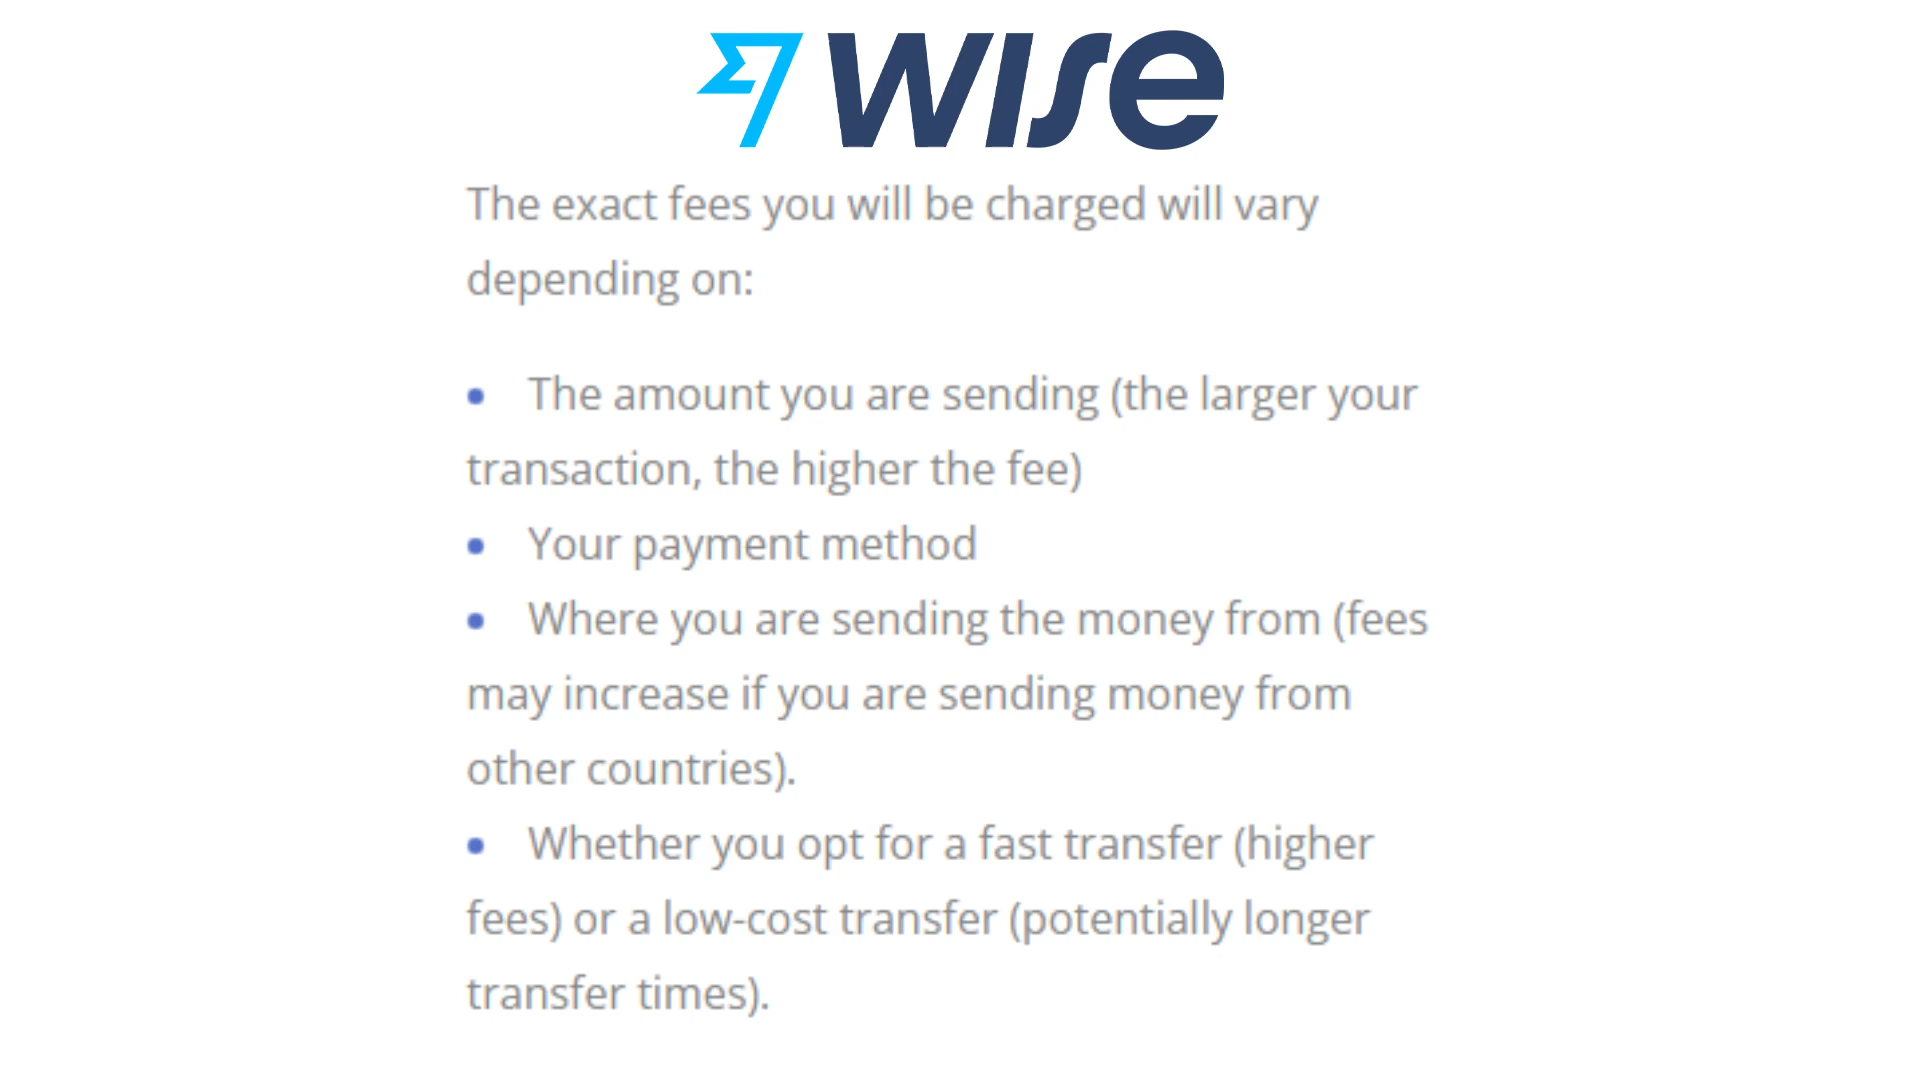 wise
The exact fees you will be charged will vary
depending on:
• The amount you are sending (the larger your
transaction, the higher the fee)
• Your payment method
• Where you are sending the money from (fees
may increase if you are sending money from
other countries).
• Whether you opt for a fast transfer (higher
fees) or a low-cost transfer (potentially longer
transfer times).